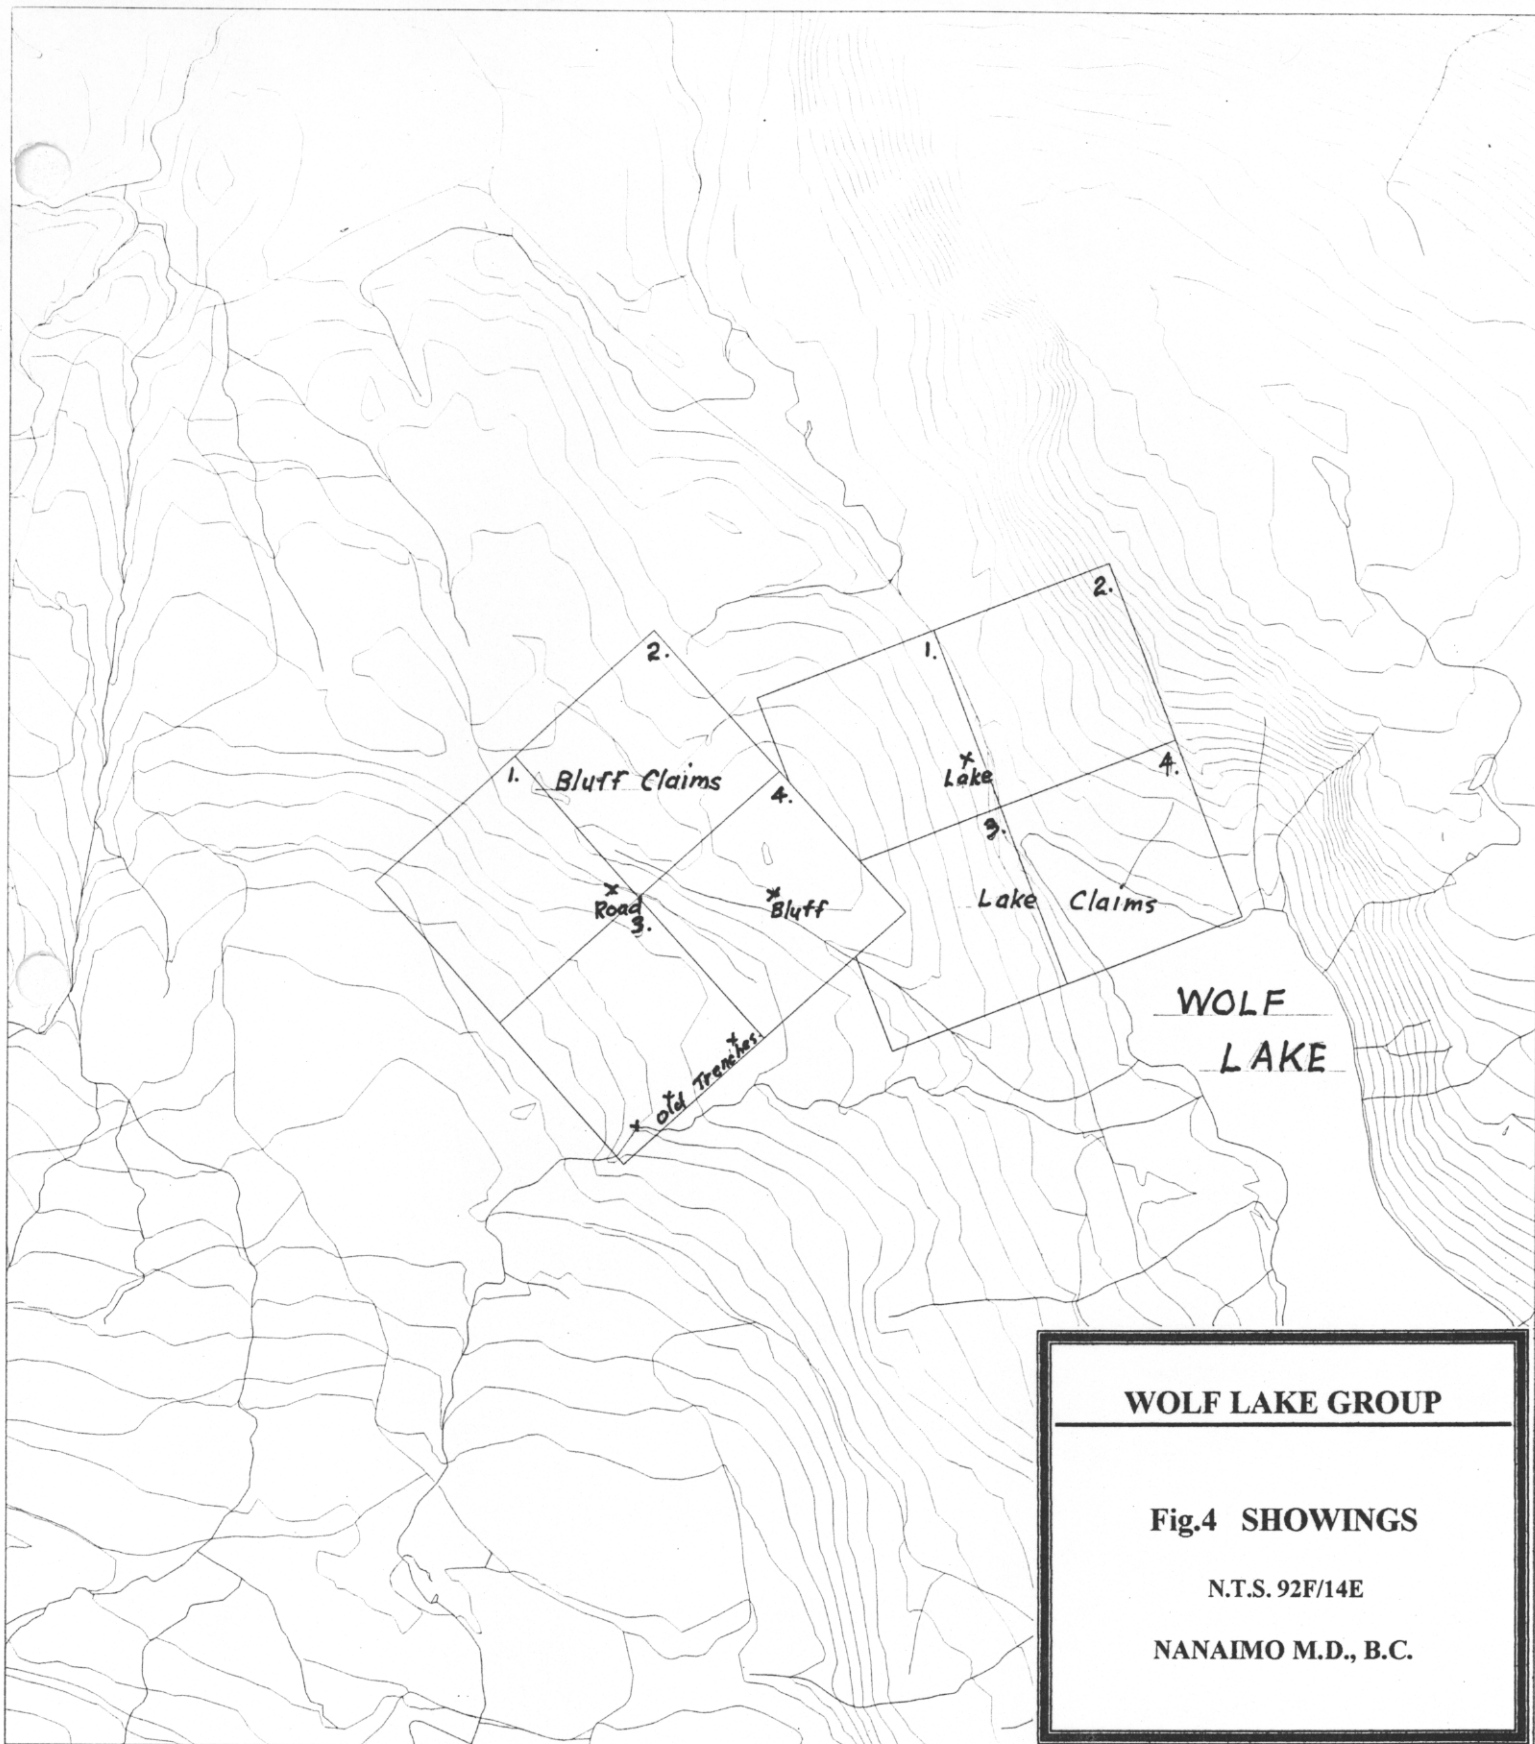 2.
2.
1.
1.
Bluff Claims
4.
4.
x
Lake
3.
x
Road
3.
x
Bluff
Lake Claims
WOLF
LAKE
x
x
x
Old Trenches.
WOLF LAKE GROUP
Fig.4 SHOWINGS
N.T.S. 92F/14E
NANAIMO M.D., B.C.